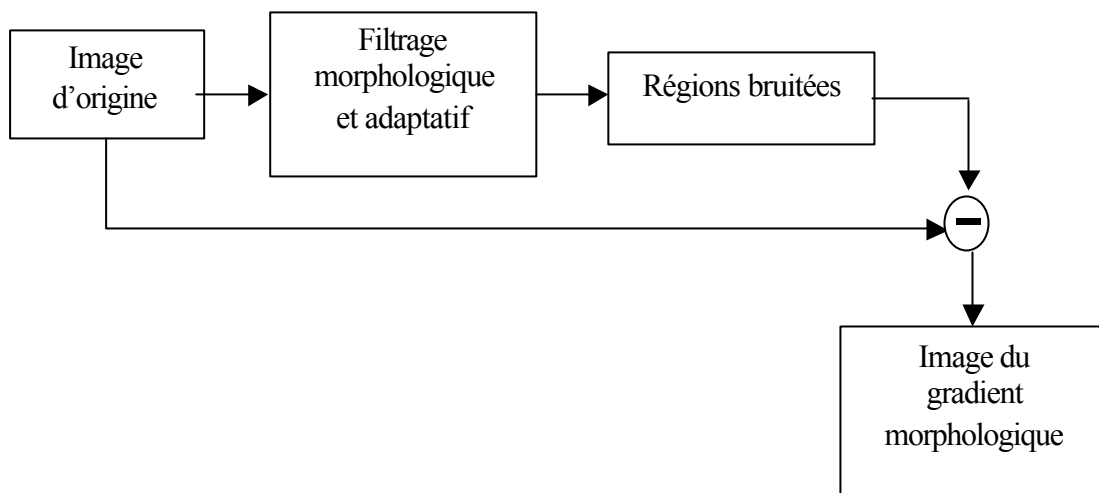 Image
d’origine
Filtrage
morphologique
et adaptatif
Régions bruitées
Image du
gradient
morphologique